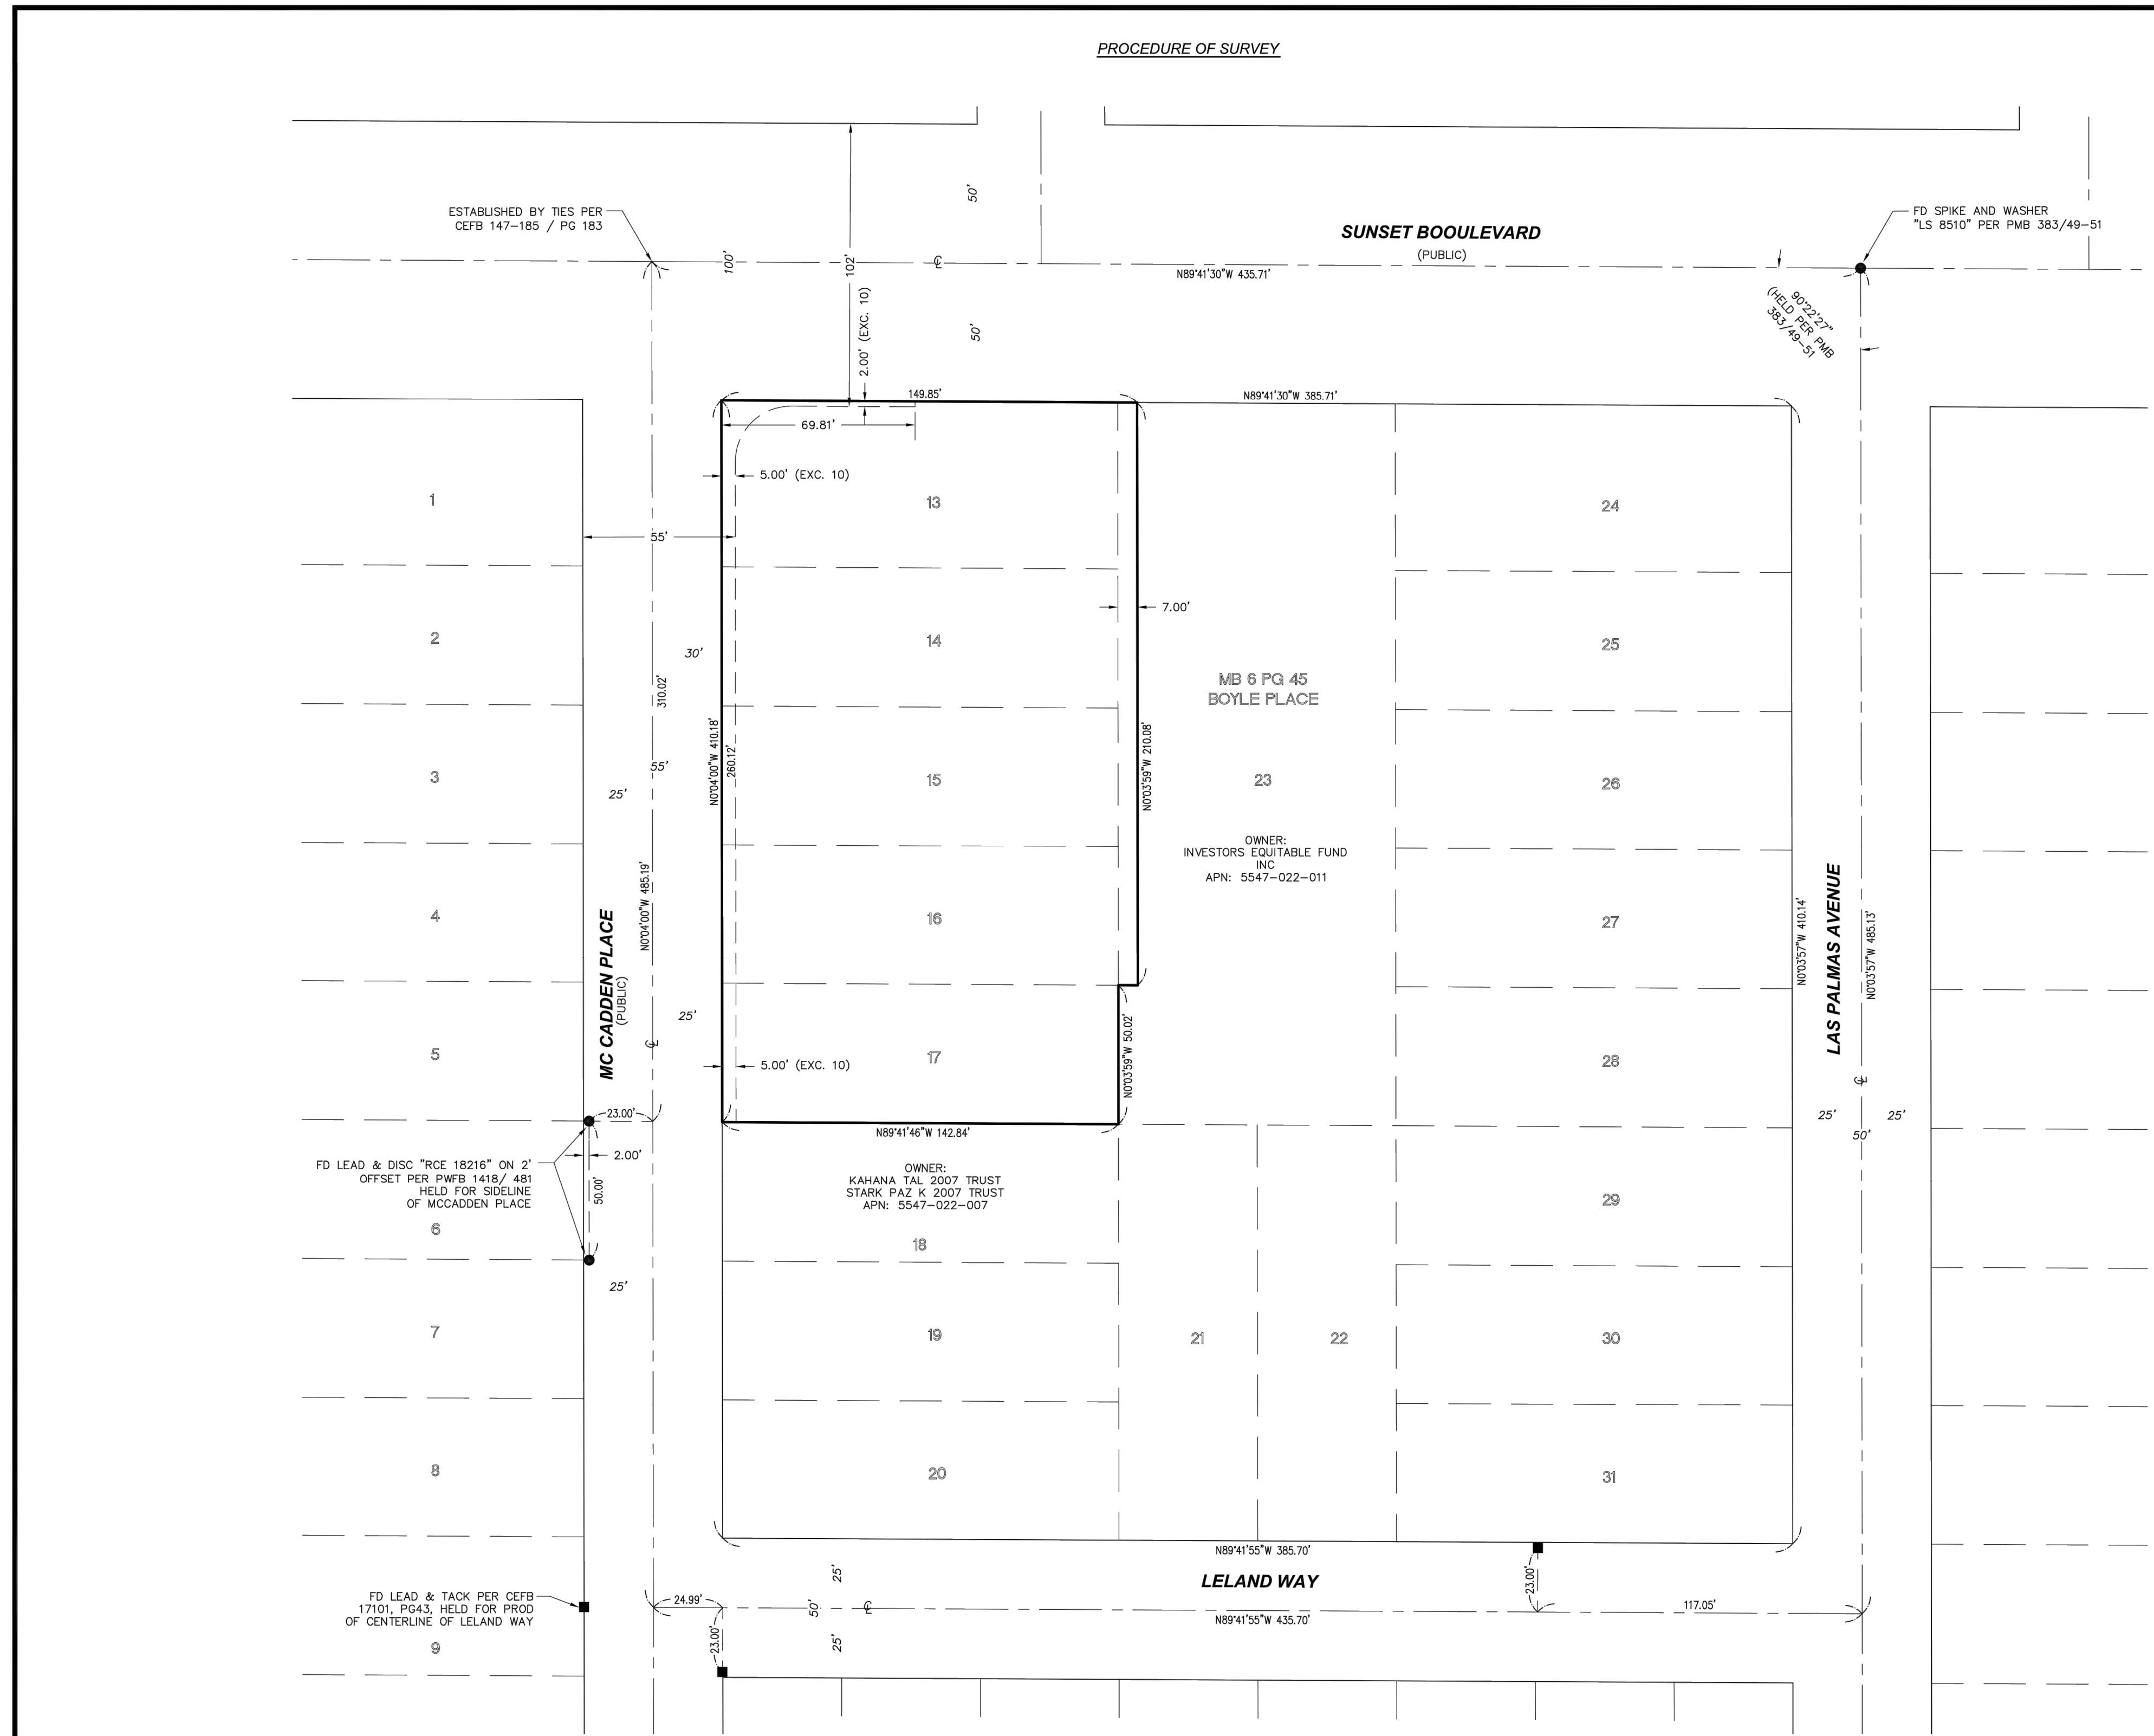 PROCEDURE OF SURVEY
ESTABLISHED BY TIES PER
CEFB 147-185 / PG 183
50'
SUNSET BOOULEVARD
(PUBLIC)
FD SPIKE AND WASHER
"LS 8510" PER PMB 383/49-51
100'
102'
℄
N89°41'30"W 435.71'
90°22'27"
(HELD PER PMB
383/49-51
2.00' (EXC. 10)
50'
149.85'
N89°41'30"W 385.71'
69.81'
5.00' (EXC. 10)
1
13
24
55'
7.00'
2
14
25
30'
310.02'
MB 6 PG 45
BOYLE PLACE
N0°04'00"W 410.18'
260.12'
N0°03'59"W 210.08'
55'
3
25'
15
23
26
OWNER:
INVESTORS EQUITABLE FUND
INC
APN: 5547-022-011
N0°04'00"W 485.19'
MC CADDEN PLACE
(PUBLIC)
4
16
27
N0°03'57"W 410.14'
LAS PALMAS AVENUE
N0°03'57"W 485.13'
25'
℄
5
17
5.00' (EXC. 10)
N0°03'59"W 50.02'
28
℄
23.00'
25'
25'
50'
N89°41'46"W 142.84'
2.00'
FD LEAD & DISC "RCE 18216" ON 2'
OFFSET PER PWFB 1418/ 481
HELD FOR SIDELINE
OF MCCADDEN PLACE
50.00'
OWNER:
KAHANA TAL 2007 TRUST
STARK PAZ K 2007 TRUST
APN: 5547-022-007
29
6
18
25'
7
19
21
22
30
8
20
31
N89°41'55"W 385.70'
25'
LELAND WAY
23.00'
FD LEAD & TACK PER CEFB
17101, PG43, HELD FOR PROD
OF CENTERLINE OF LELAND WAY
24.99'
50'
℄
117.05'
N89°41'55"W 435.70'
23.00'
25'
9